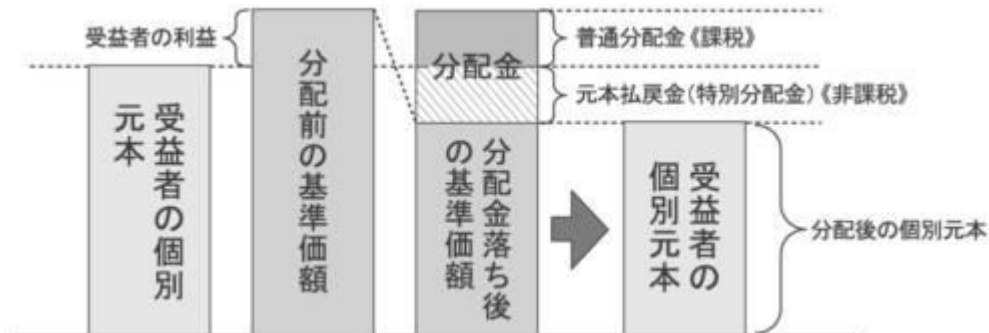 受益者の利益
受益者の個別
元本
分配前の基準価額
分配金
分配金落ち後
の基準価額
普通分配金《課税》
元本払戻金(特別分配金)《非課税》
受益者の
個別元本
分配後の個別元本